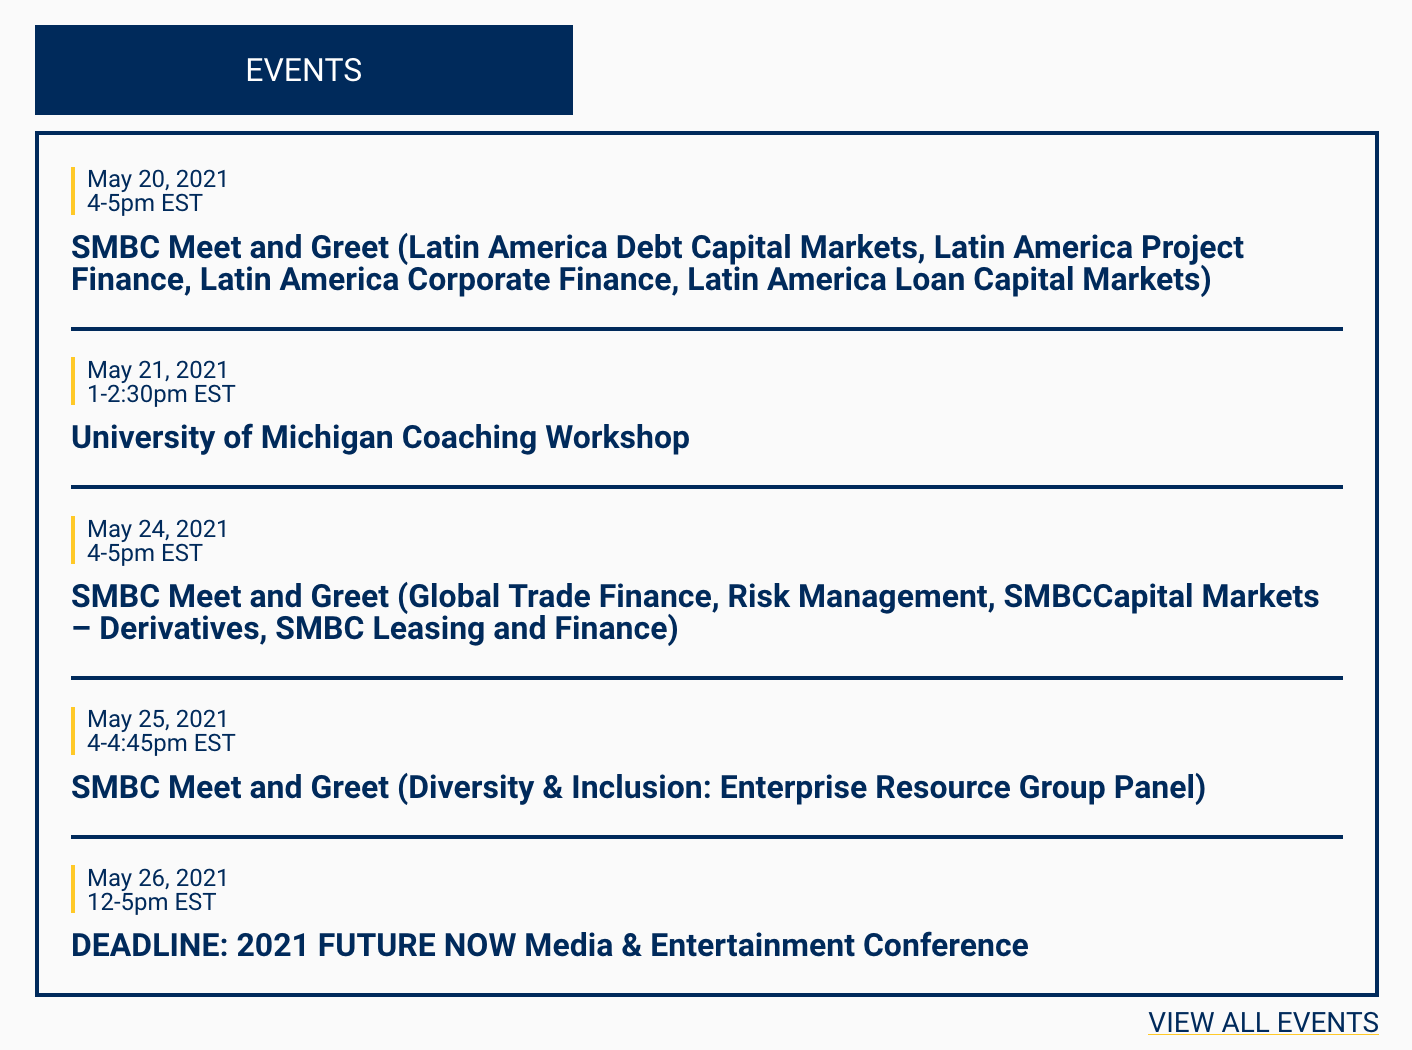 EVENTS
May 20, 2021
4-5pm EST
SMBC Meet and Greet (Latin America Debt Capital Markets, Latin America Project
Finance, Latin America Corporate Finance, Latin America Loan Capital Markets)
May 21, 2021
1-2:30pm EST
University of Michigan Coaching Workshop
May 24, 2021
4-5pm EST
SMBC Meet and Greet (Global Trade Finance, Risk Management, SMBCCapital Markets
– Derivatives, SMBC Leasing and Finance)
May 25, 2021
4-4:45pm EST
SMBC Meet and Greet (Diversity & Inclusion: Enterprise Resource Group Panel)
May 26, 2021
12-5pm EST
DEADLINE: 2021 FUTURE NOW Media & Entertainment Conference
VIEW ALL EVENTS